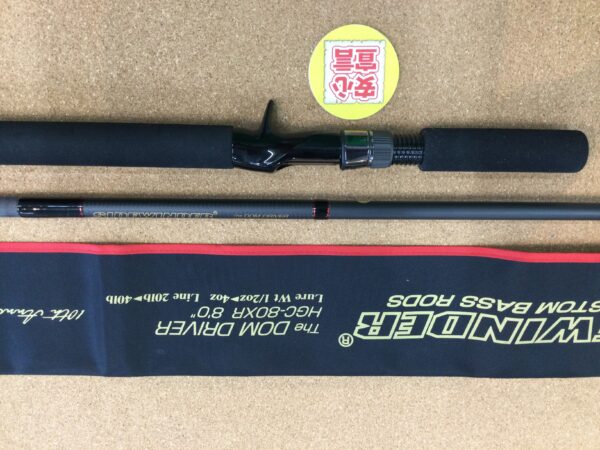 安心
宣言
EWINDER®
STOM BASS RODS
The DOM DRIVER
HGC-80XR 8'0"
Lure Wt 1/2oz▶4oz Line 20lb▶40lb
10th Anni